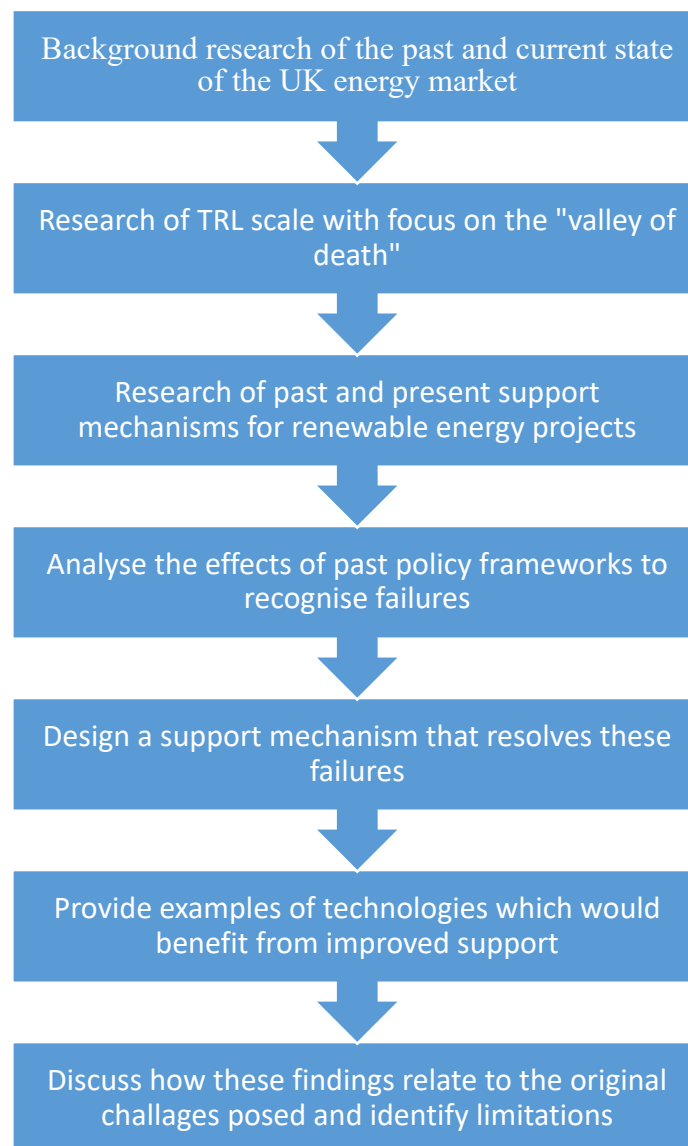 Background research of the past and current state
of the UK energy market
Research of TRL scale with focus on the "valley of
death"
Research of past and present support
mechanisms for renewable energy projects
Analyse the effects of past policy frameworks to
recognise failures
Design a support mechanism that resolves these
failures
Provide examples of technologies which would
benefit from improved support
Discuss how these findings relate to the original
challages posed and identify limitations